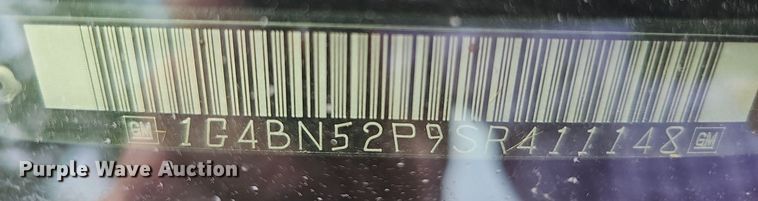 GM 1G4BN52P9SR411148 GM
Purple Wave Auction